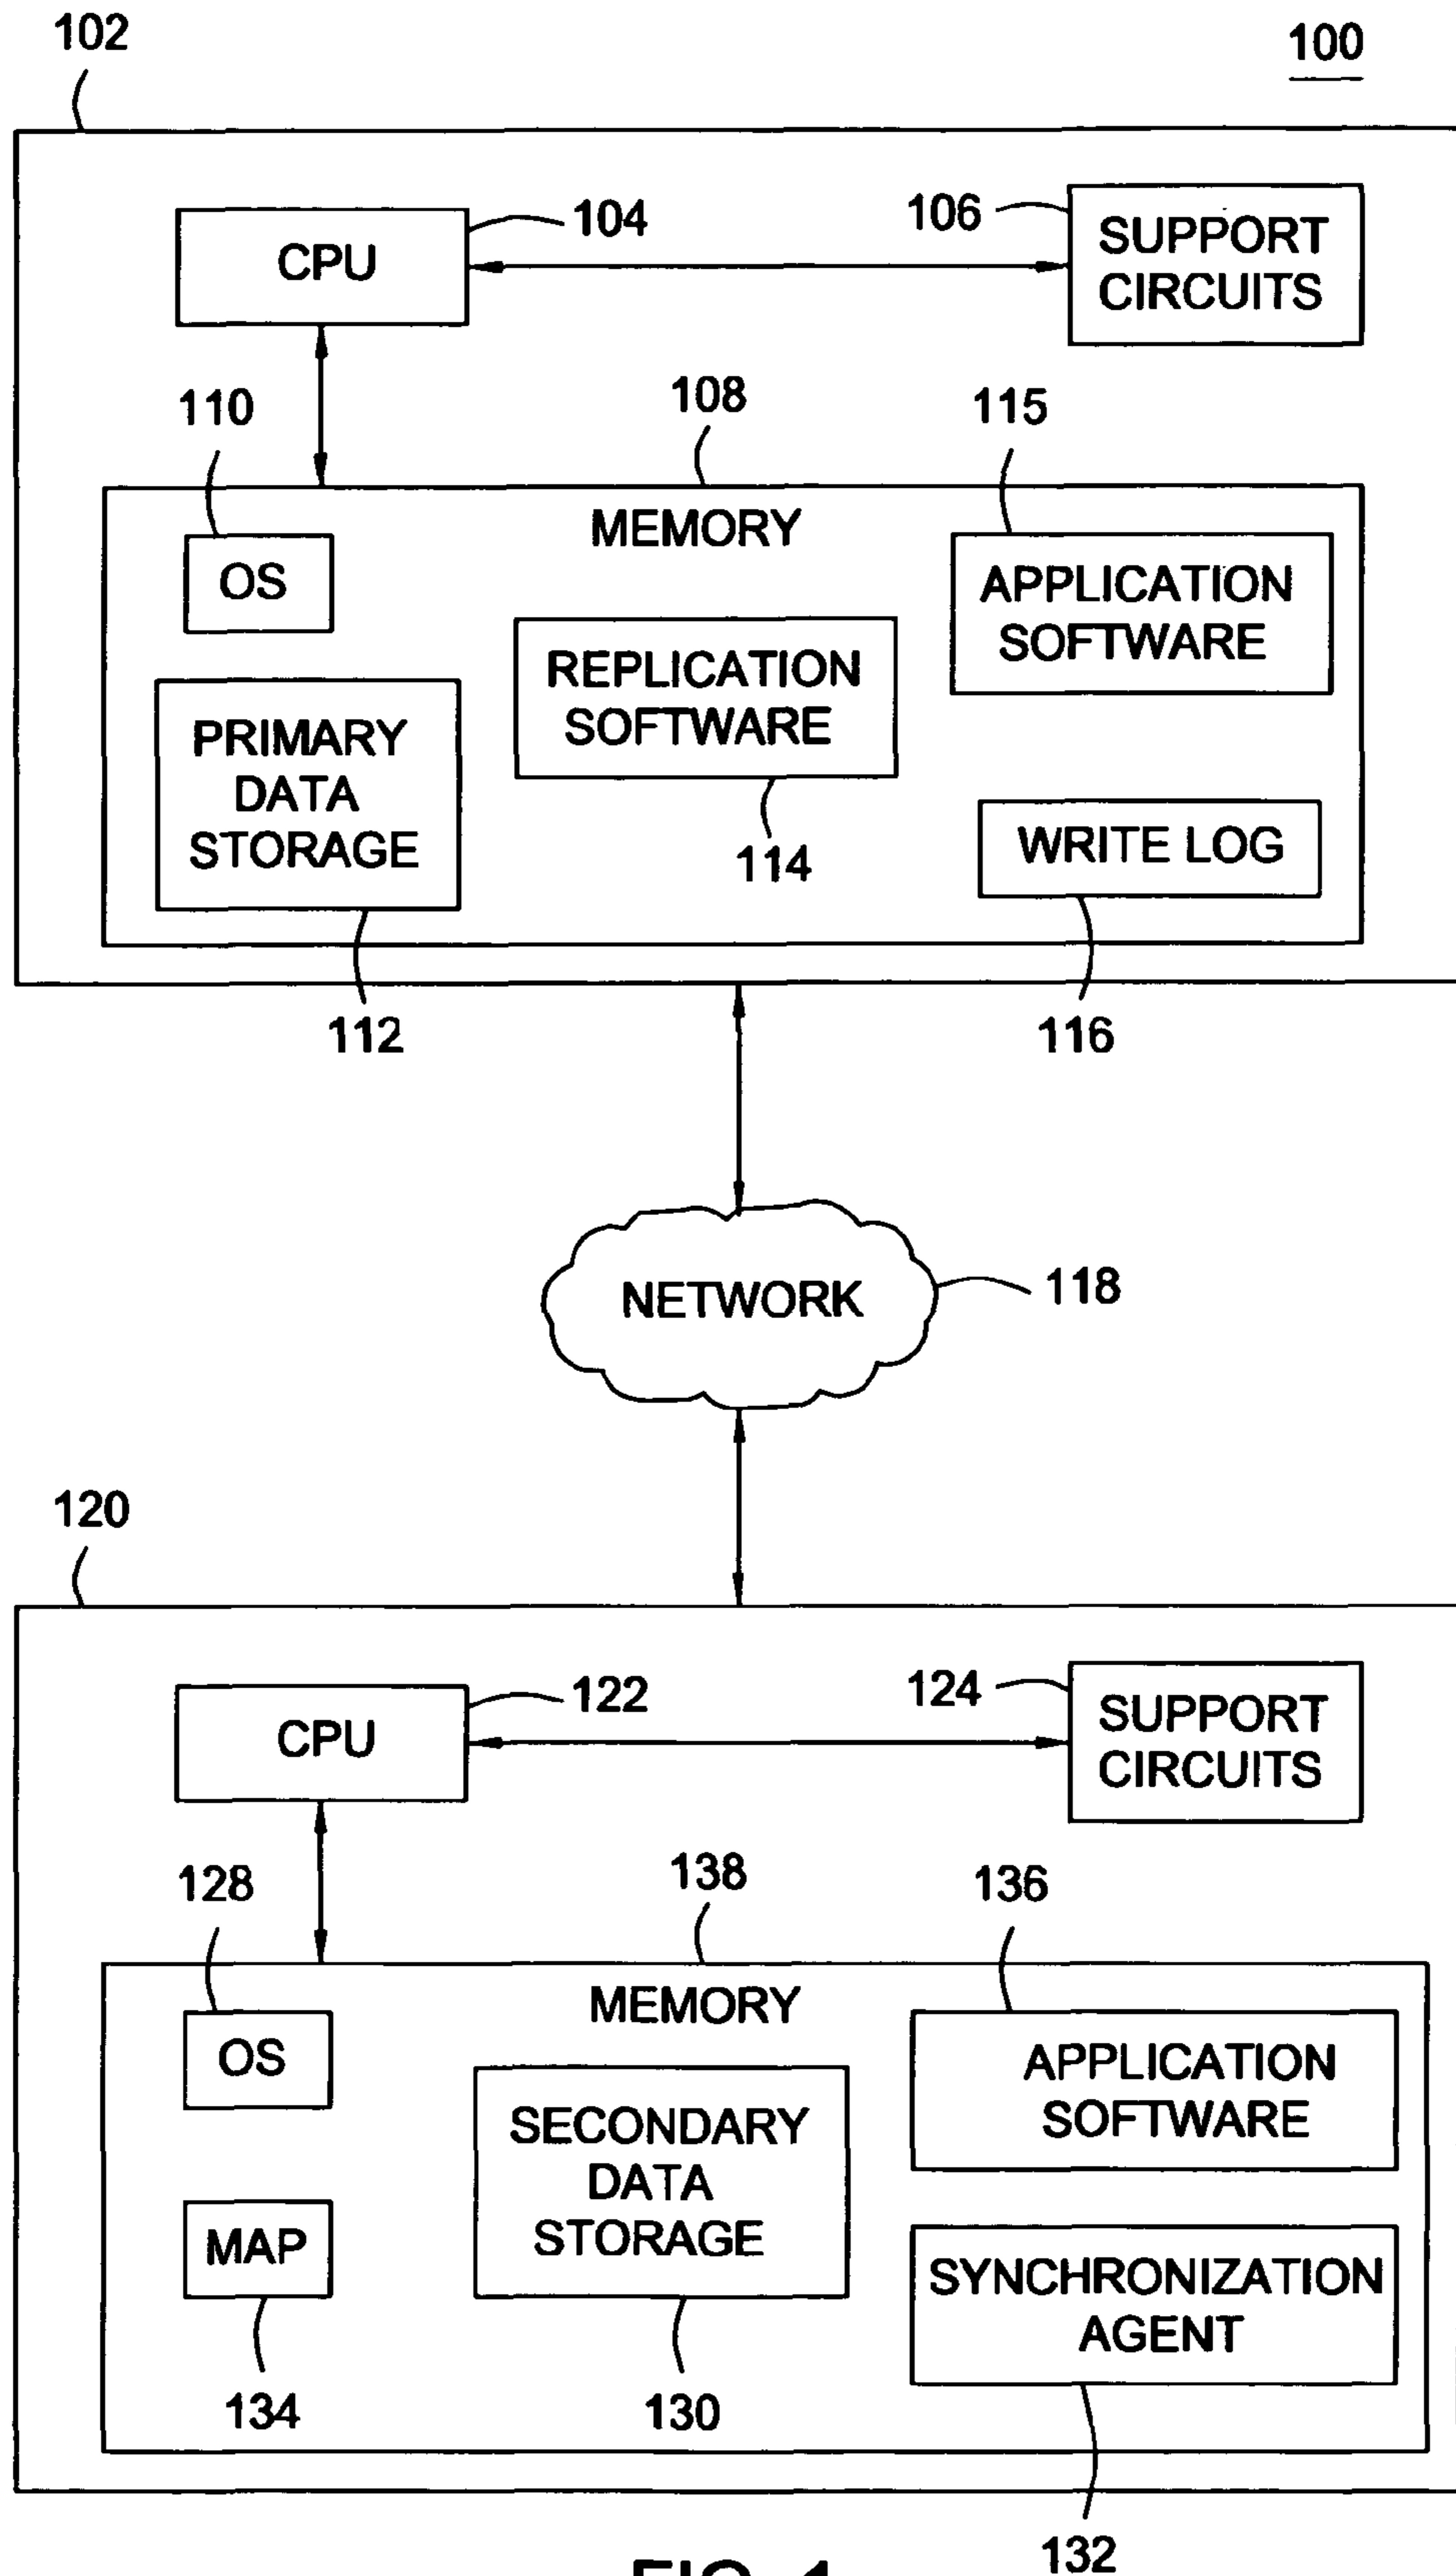 102
100
CPU
104
106
SUPPORT
CIRCUITS
110
108
115
MEMORY
OS
APPLICATION
SOFTWARE
REPLICATION
SOFTWARE
PRIMARY
DATA
STORAGE
WRITE LOG
114
112
116
NETWORK
118
120
CPU
122
124
SUPPORT
CIRCUITS
128
138
136
MEMORY
OS
APPLICATION
SOFTWARE
SECONDARY
DATA
STORAGE
MAP
SYNCHRONIZATION
AGENT
134
130
132
FIG. 1